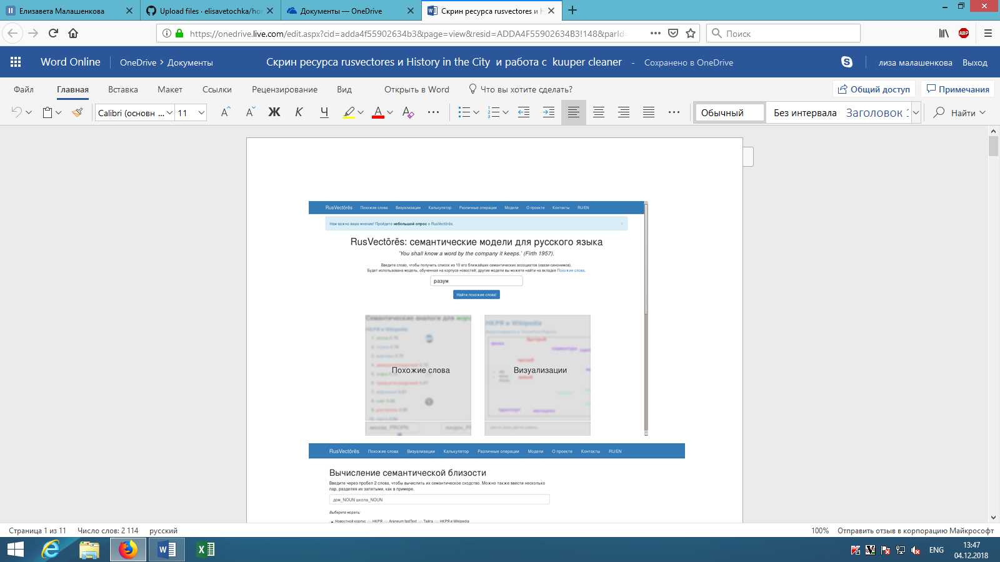 Елизавета Малашенкова
Upload files · elisavetochka/ho
Документы — OneDrive
Скрин ресурса rusvectores и H
https://onedrive.live.com/edit.aspx?cid=adda4f55902634b3&page=view&resid=ADDA4F55902634B3!148&parId=
Поиск
ABP
Word Online
OneDrive > Документы
Скрин ресурса rusvectores и History in the City и работа с kuuper cleaner - Сохранено в OneDrive
лиза малашенкова
Выход
Файл
Главная
Вставка
Макет
Ссылки
Рецензирование
Вид
Открыть в Word
Что вы хотите сделать?
Общий доступ
Примечания
Calibri (основн ...
11
Ж
К
Ч
Обычный
Без интервала
Заголовок
Найти
RusVectōrēs Похожие слова Визуализации Калькулятор Различные операции Модели О проекте Контакты RU/EN
Нам важно ваше мнение! Пройдите небольшой опрос о RusVectōrēs.
RusVectōrēs: семантические модели для русского языка
'You shall know a word by the company it keeps.' (Firth 1957).
Введите слово, чтобы получить список из 10 его ближайших семантических ассоциатов (квази-синонимов).
Будет использована модель, обученная на корпусе новостей; другие модели вы можете найти на вкладке Похожие слова.
разум
Найти похожие слова!
Семантические аналоги для
НКРЯ и Wikipedia
НКРЯ и Wikipedia
Похожие слова
Визуализации
RusVectōrēs Похожие слова Визуализации Калькулятор Различные операции Модели О проекте Контакты RU/EN
Вычисление семантической близости
Введите через пробел 2 слова, чтобы вычислить их семантическое сходство. Можно также ввести несколько
пар, разделяя их запятыми, как в примере.
дом_NOUN школа_NOUN
Выберите модель:
Новостной корпус НКРЯ Araneum fastText Тайга НКРЯ и Wikipedia
Страница 1 из 11
Число слов: 2 114
русский
100%
Отправить отзыв в корпорацию Майкрософт
ENG
13:47
04.12.2018